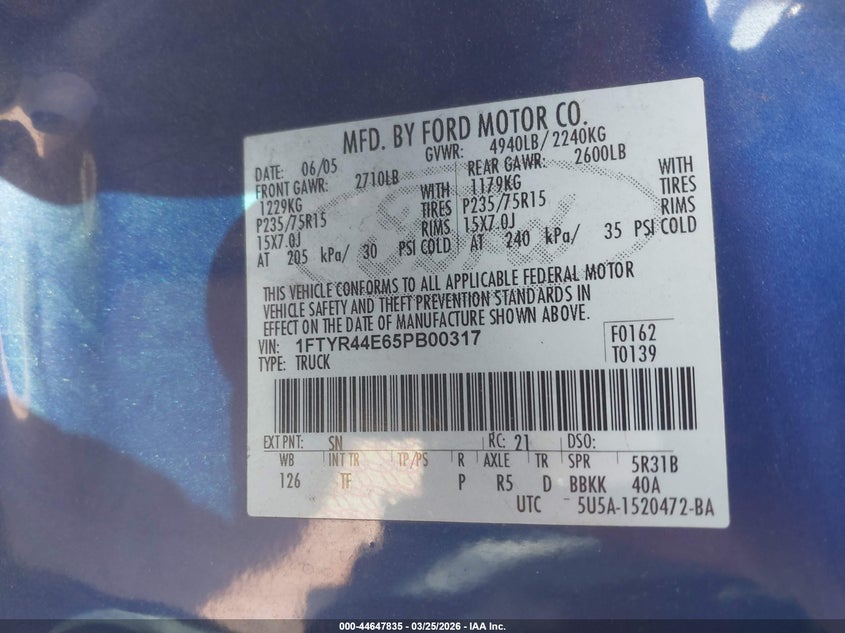 MFD. BY FORD MOTOR CO.
DATE: 06/05 GVWR: 4940LB/ 2240KG
FRONT GAWR: 2710LB REAR GAWR: 2600LB
1229KG WITH 1179KG WITH
P235/75R15 TIRES P235/75R15 TIRES
15X7.0J RIMS 15X7.0J RIMS
AT 205 kPa/ 30 PSI COLD AT 240 kPa/ 35 PSI COLD
Ford
THIS VEHICLE CONFORMS TO ALL APPLICABLE FEDERAL MOTOR
VEHICLE SAFETY AND THEFT PREVENTION STANDARDS IN
EFFECT ON THE DATE OF MANUFACTURE SHOWN ABOVE.
VIN: 1FTYR44E65PB00317 F0162
TYPE: TRUCK T0139
EXT PNT: SN RC: 21 DSO:
WB INT TR TP/PS R AXLE TR SPR 5R31B
126 TF P R5 D BBKK 40A
UTC 5U5A-1520472-BA
000-44647835 - 03/25/2026 - IAA Inc.